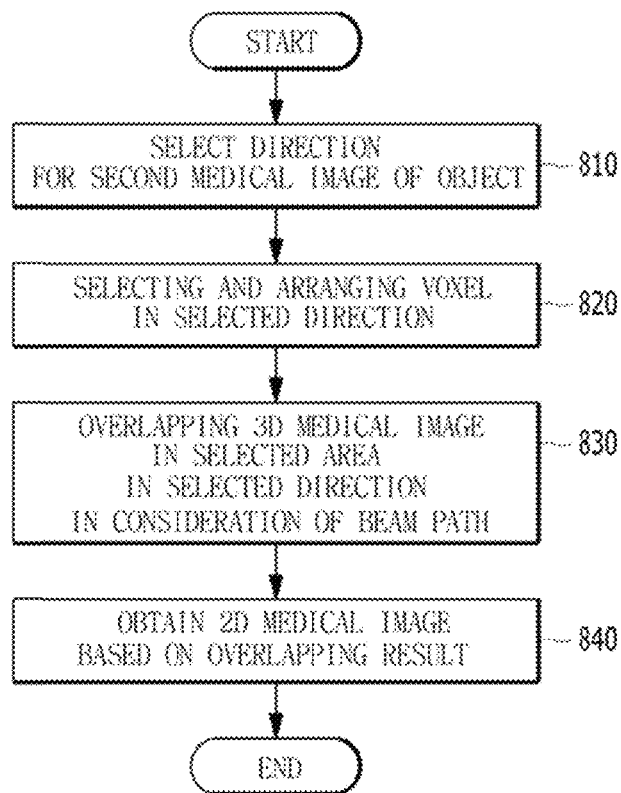 START
SELECT DIRECTION
FOR SECOND MEDICAL IMAGE OF OBJECT
810
SELECTING AND ARRANGING VOXEL
IN SELECTED DIRECTION
820
OVERLAPPING 3D MEDICAL IMAGE
IN SELECTED AREA
IN SELECTED DIRECTION
IN CONSIDERATION OF BEAM PATH
830
OBTAIN 2D MEDICAL IMAGE
BASED ON OVERLAPPING RESULT
840
END